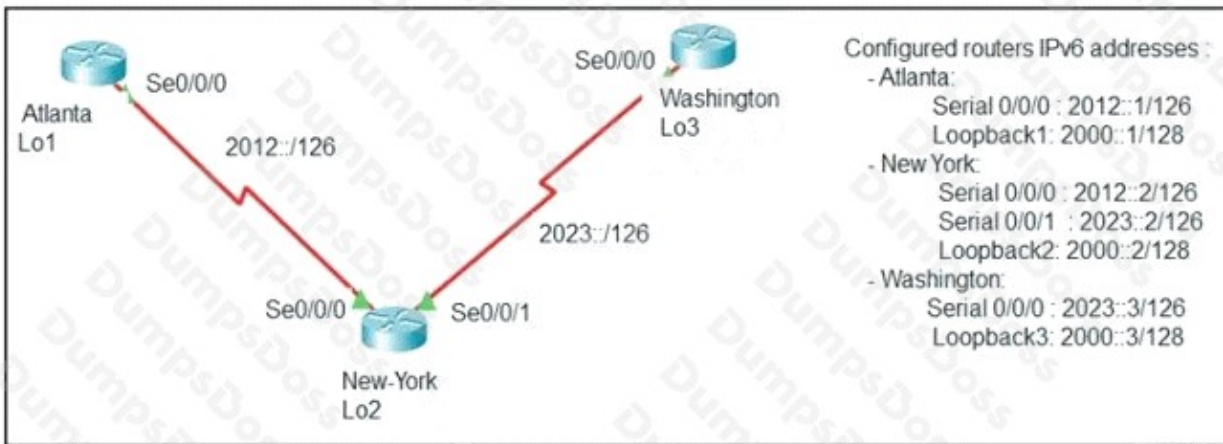 Se0/0/0
Atlanta
Lo1
2012::/126
Se0/0/0
Washington
Lo3
2023::/126
Se0/0/0
Se0/0/1
New-York
Lo2
Configured routers IPv6 addresses :
- Atlanta:
Serial 0/0/0 : 2012::1/126
Loopback1: 2000::1/128
- New York:
Serial 0/0/0 : 2012::2/126
Serial 0/0/1 : 2023::2/126
Loopback2: 2000::2/128
- Washington:
Serial 0/0/0 : 2023::3/126
Loopback3: 2000::3/128
DumpsDoss